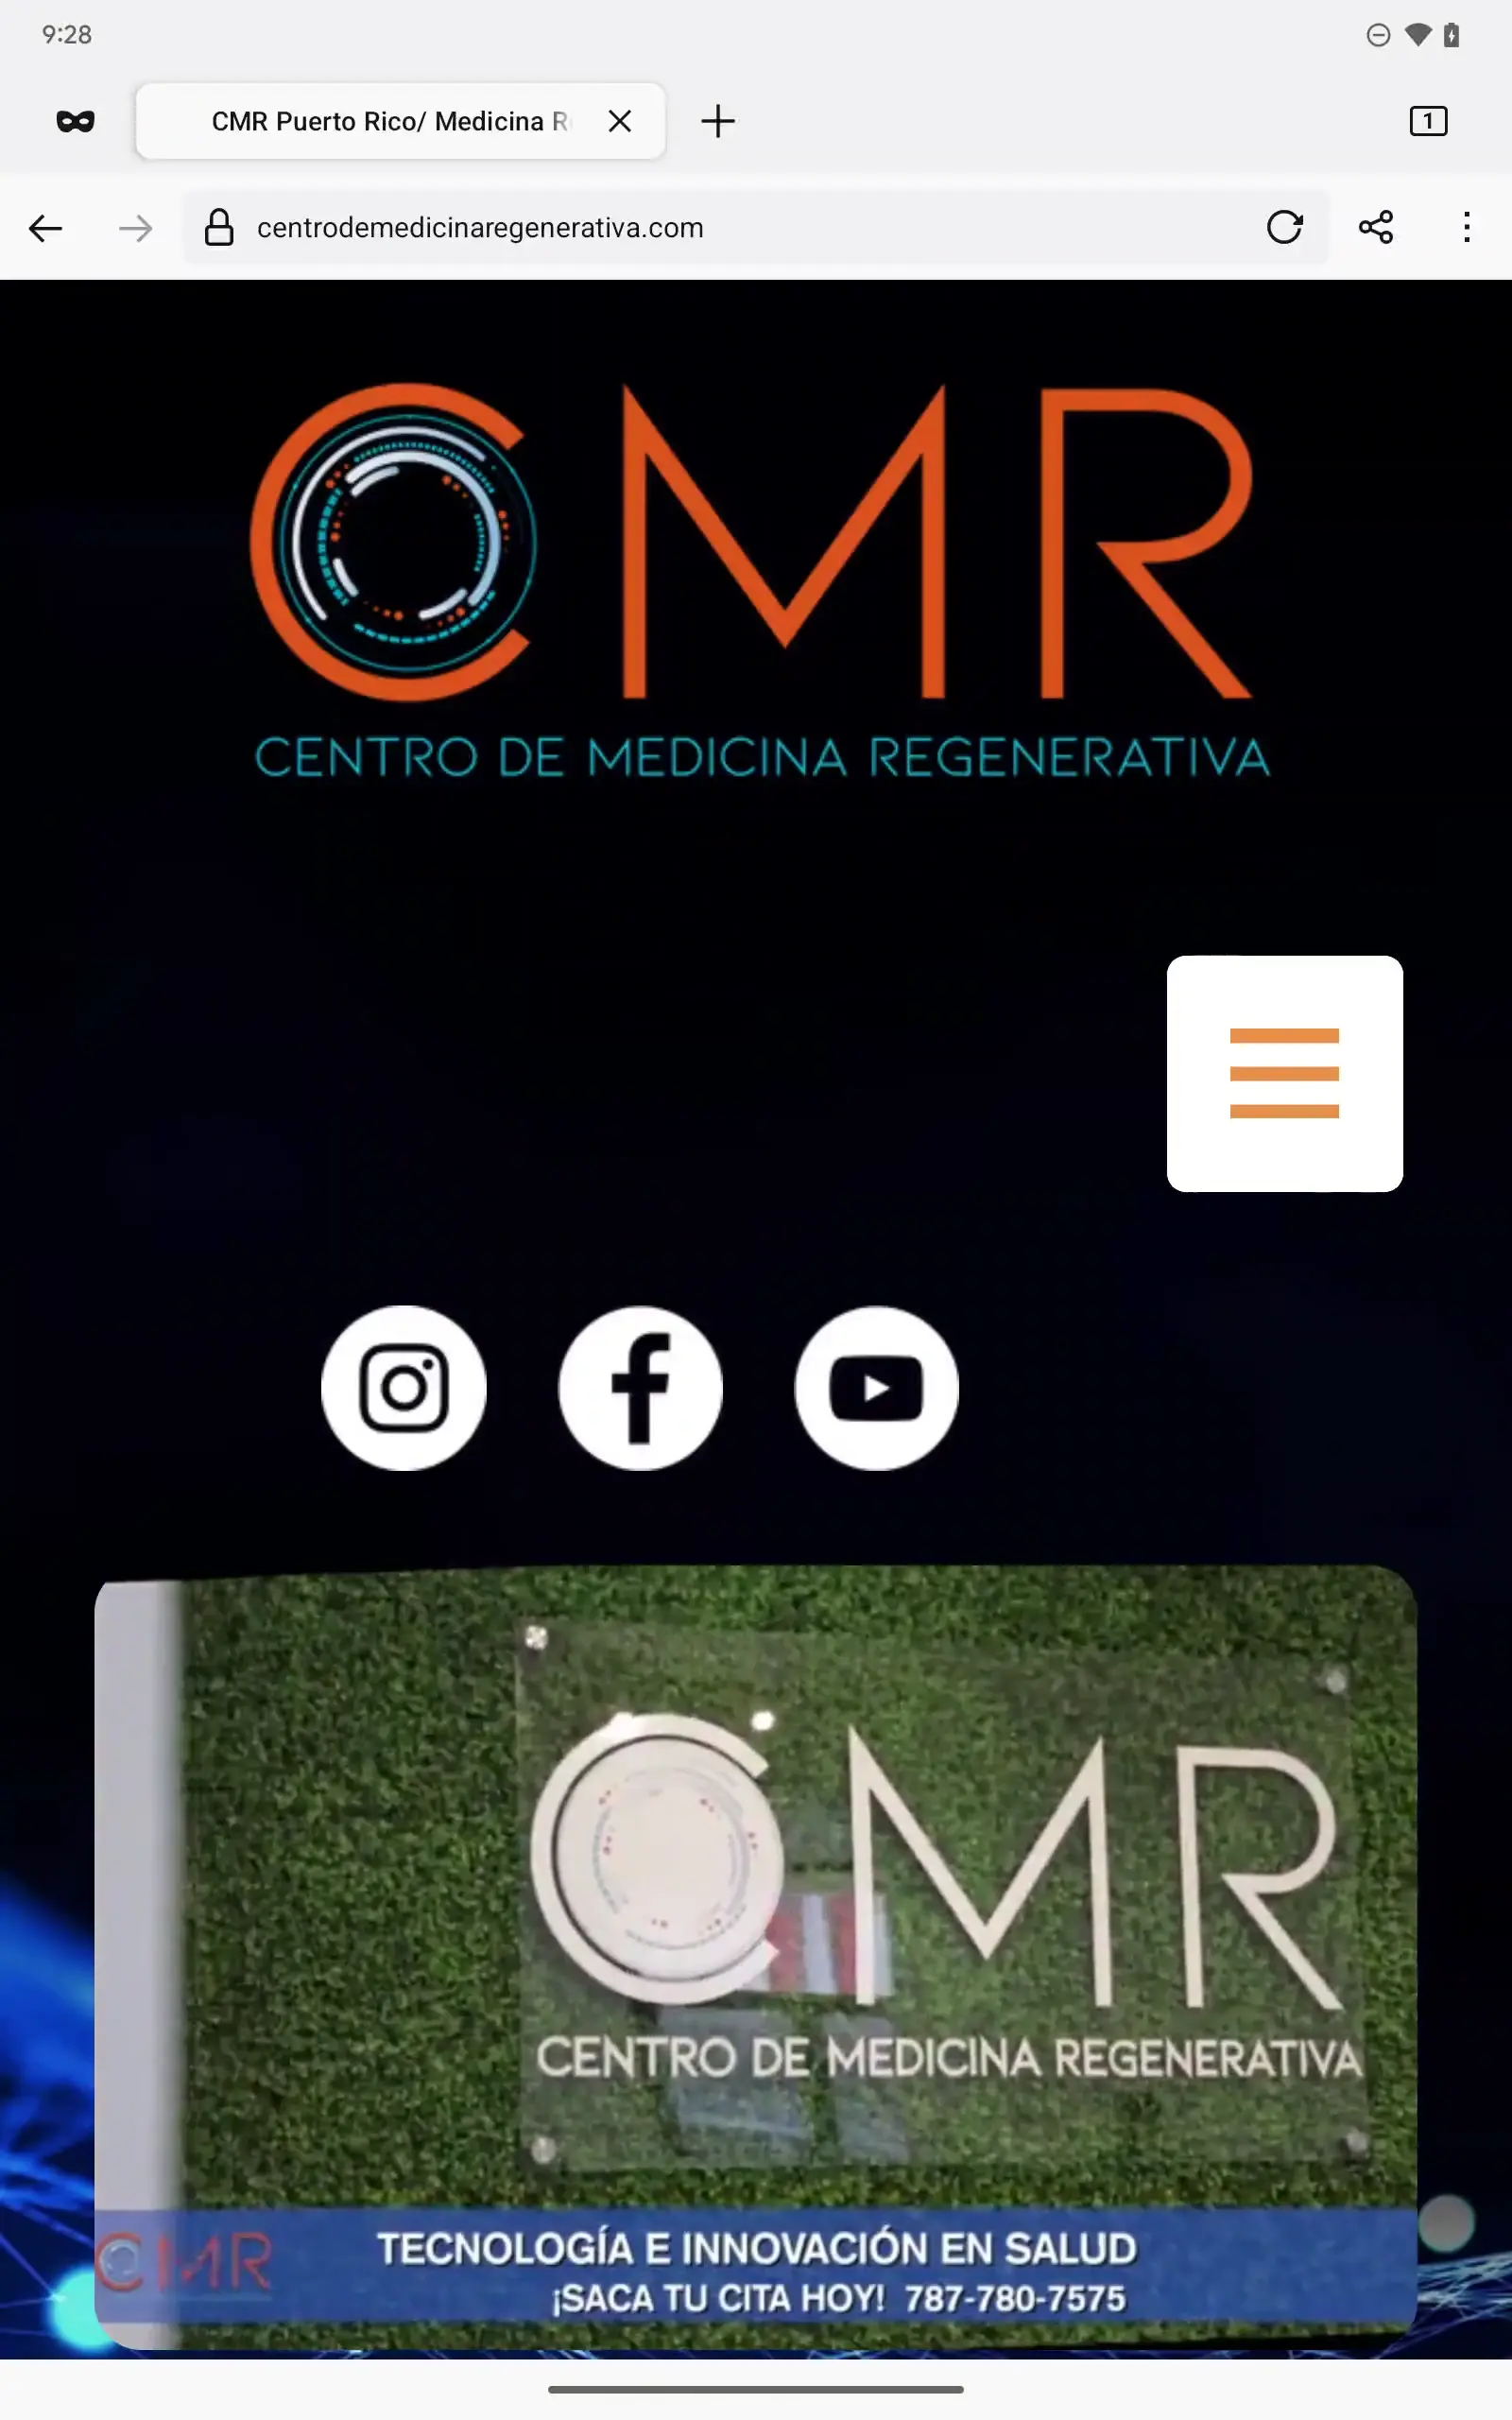 9:28
CMR Puerto Rico/ Medicina R
1
centrodemedicinaregenerativa.com
CMR
CENTRO DE MEDICINA REGENERATIVA
CMR
CENTRO DE MEDICINA REGENERATIVA
CMR
TECNOLOGÍA E INNOVACIÓN EN SALUD
¡SACA TU CITA HOY! 787-780-7575